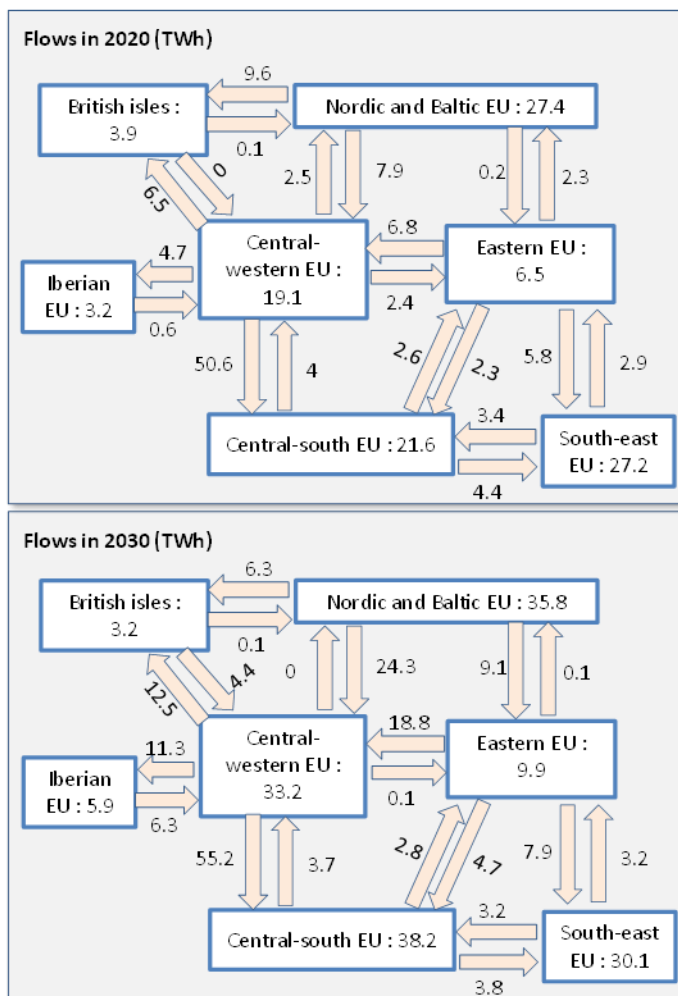 Flows in 2020 (TWh)
9.6
British isles :
3.9
Nordic and Baltic EU : 27.4
0.1
0
6.5
2.5
7.9
0.2
2.3
6.8
Central-
western EU :
19.1
Eastern EU :
6.5
4.7
Iberian
EU : 3.2
0.6
2.4
50.6
4
2.6
2.3
5.8
2.9
3.4
Central-south EU : 21.6
South-east
EU : 27.2
4.4
Flows in 2030 (TWh)
6.3
British isles :
3.2
Nordic and Baltic EU : 35.8
0.1
4.4
12.5
0
24.3
9.1
0.1
18.8
Central-
western EU :
33.2
Eastern EU :
9.9
11.3
Iberian
EU : 5.9
6.3
0.1
55.2
3.7
2.8
4.7
7.9
3.2
3.2
Central-south EU : 38.2
South-east
EU : 30.1
3.8